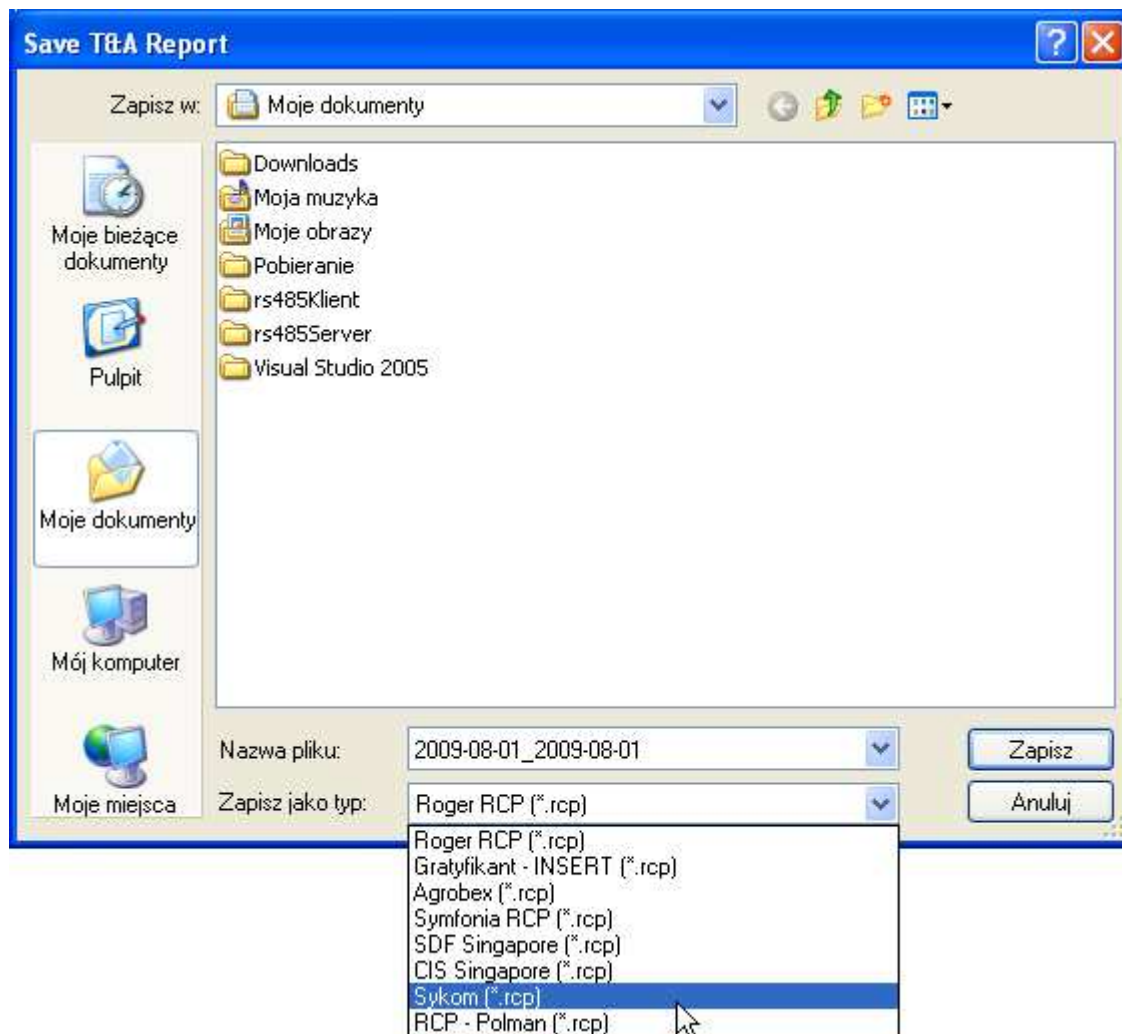 Save T&A Report
Zapisz w:
Moje dokumenty
Moje bieżące
dokumenty
Pulpit
Moje dokumenty
Mój komputer
Moje miejsca
Downloads
Moja muzyka
Moje obrazy
Pobieranie
rs485Klient
rs485Server
Visual Studio 2005
Nazwa pliku:
2009-08-01_2009-08-01
Zapisz
Zapisz jako typ:
Roger RCP (*.rcp)
Anuluj
Roger RCP (*.rcp)
Gratyfikant - INSERT (*.rcp)
Agrobex (*.rcp)
Symfonia RCP (*.rcp)
SDF Singapore (*.rcp)
CIS Singapore (*.rcp)
Sykom (*.rcp)
RCP - Polman (*.rcp)